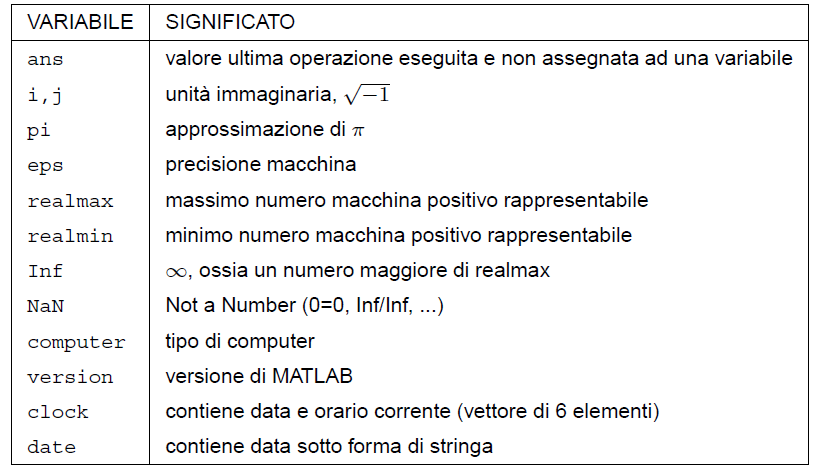 VARIABILE SIGNIFICATO
ans valore ultima operazione eseguita e non assegnata ad una variabile
i,j unità immaginaria, √−1
pi approssimazione di π
eps precisione macchina
realmax massimo numero macchina positivo rappresentabile
realmin minimo numero macchina positivo rappresentabile
Inf ∞, ossia un numero maggiore di realmax
NaN Not a Number (0=0, Inf/Inf, ...)
computer tipo di computer
version versione di MATLAB
clock contiene data e orario corrente (vettore di 6 elementi)
date contiene data sotto forma di stringa